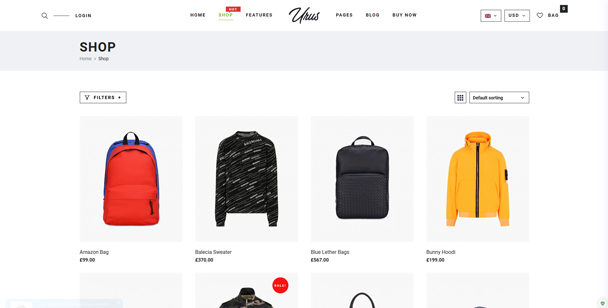 LOGIN
HOME
SHOP
HOT
FEATURES
Urus
PAGES
BLOG
BUY NOW
USD
BAG
0
SHOP
Home > Shop
FILTERS +
Default sorting
BALENCIAGA
Amazon Bag
£99.00
Balecia Sweater
£370.00
Blue Lether Bags
£567.00
Bunny Hoodi
£199.00
SALE!